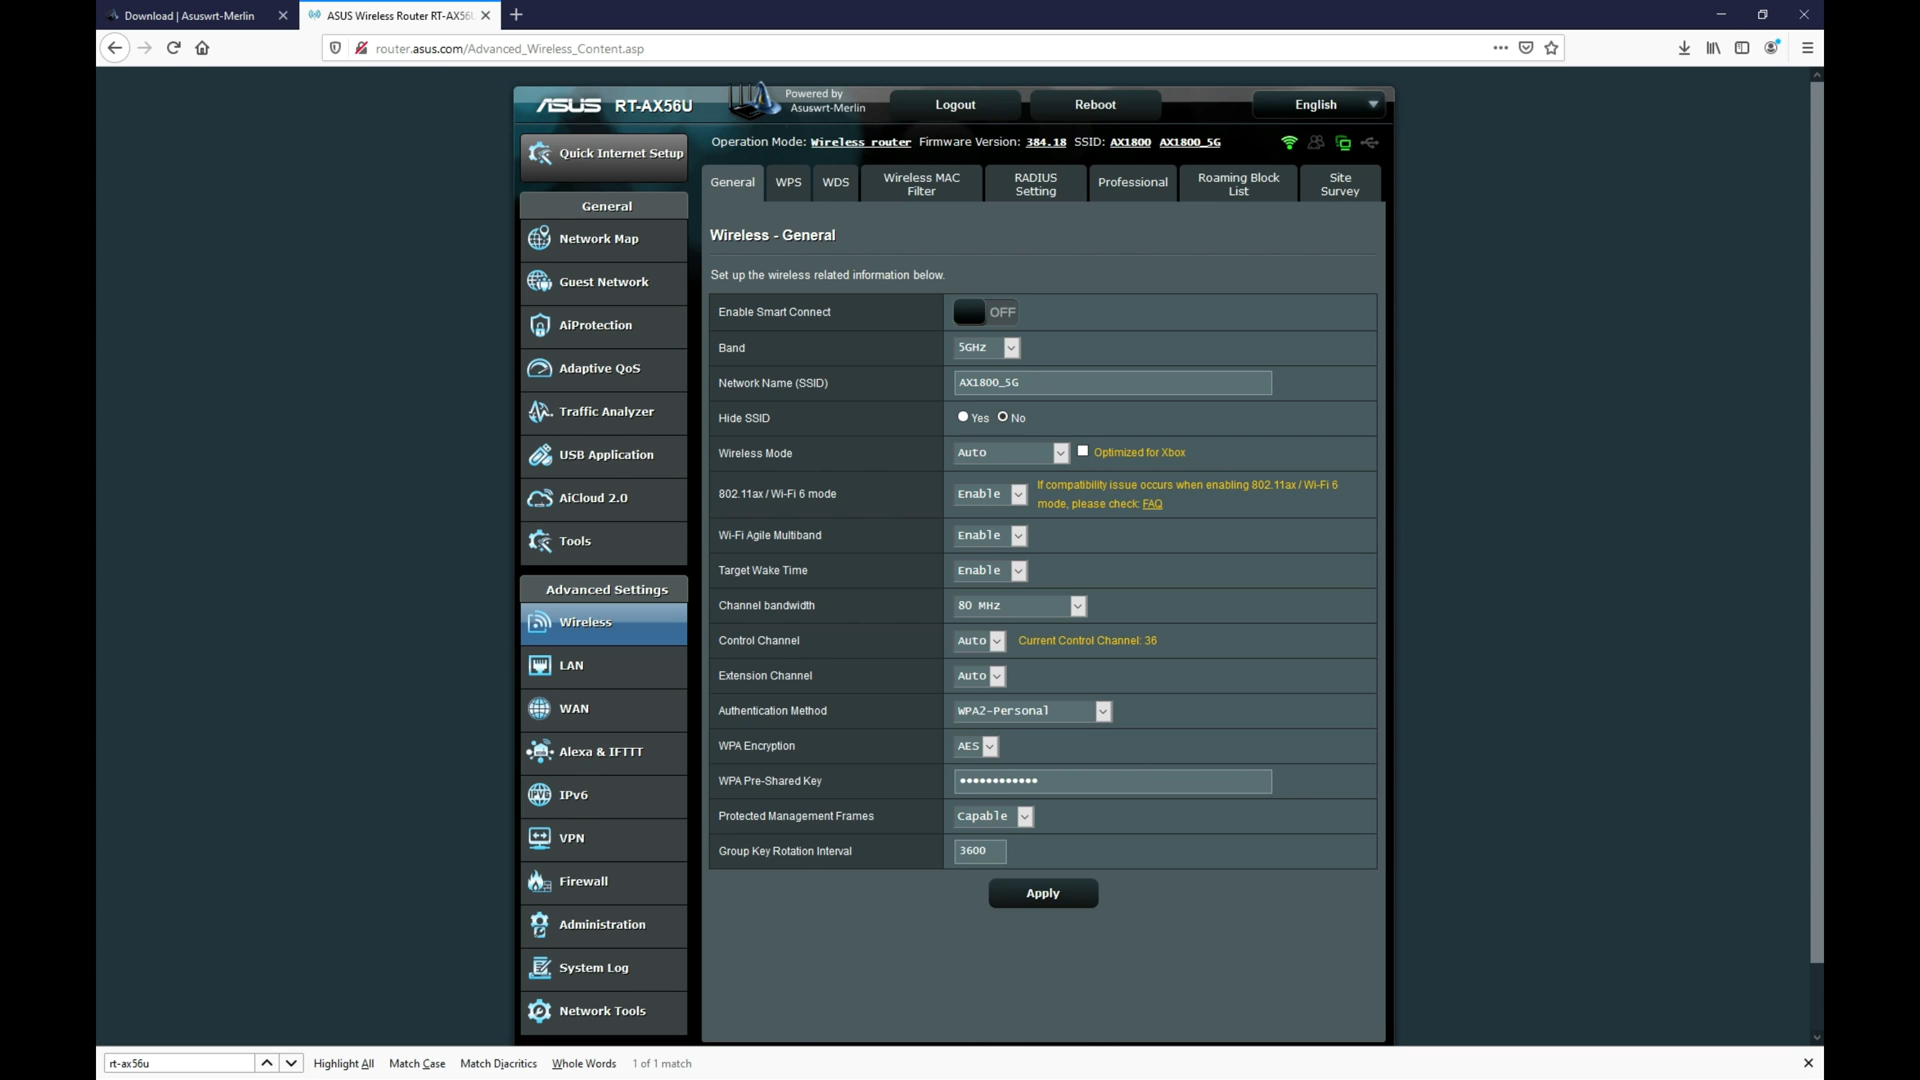 Download | Asuswrt-Merlin
ASUS Wireless Router RT-AX56U
router.asus.com/Advanced_Wireless_Content.asp
ASUS RT-AX56U
Powered by
Asuswrt-Merlin
Logout
Reboot
English
Quick Internet Setup
Operation Mode: Wireless router Firmware Version: 384.18 SSID: AX1800 AX1800_5G
General
WPS
WDS
Wireless MAC
Filter
RADIUS
Setting
Professional
Roaming Block
List
Site
Survey
General
Network Map
Guest Network
AiProtection
Adaptive QoS
Traffic Analyzer
USB Application
AiCloud 2.0
Tools
Advanced Settings
Wireless
LAN
WAN
Alexa & IFTTT
IPv6
VPN
Firewall
Administration
System Log
Network Tools
Wireless - General
Set up the wireless related information below.
Enable Smart Connect OFF
Band 5GHz
Network Name (SSID) AX1800_5G
Hide SSID Yes No
Wireless Mode Auto Optimized for Xbox
802.11ax / Wi-Fi 6 mode Enable If compatibility issue occurs when enabling 802.11ax / Wi-Fi 6
mode, please check: FAQ
Wi-Fi Agile Multiband Enable
Target Wake Time Enable
Channel bandwidth 80 MHz
Control Channel Auto Current Control Channel: 36
Extension Channel Auto
Authentication Method WPA2-Personal
WPA Encryption AES
WPA Pre-Shared Key ••••••••••••
Protected Management Frames Capable
Group Key Rotation Interval 3600
Apply
rt-ax56u Highlight All Match Case Match Diacritics Whole Words 1 of 1 match